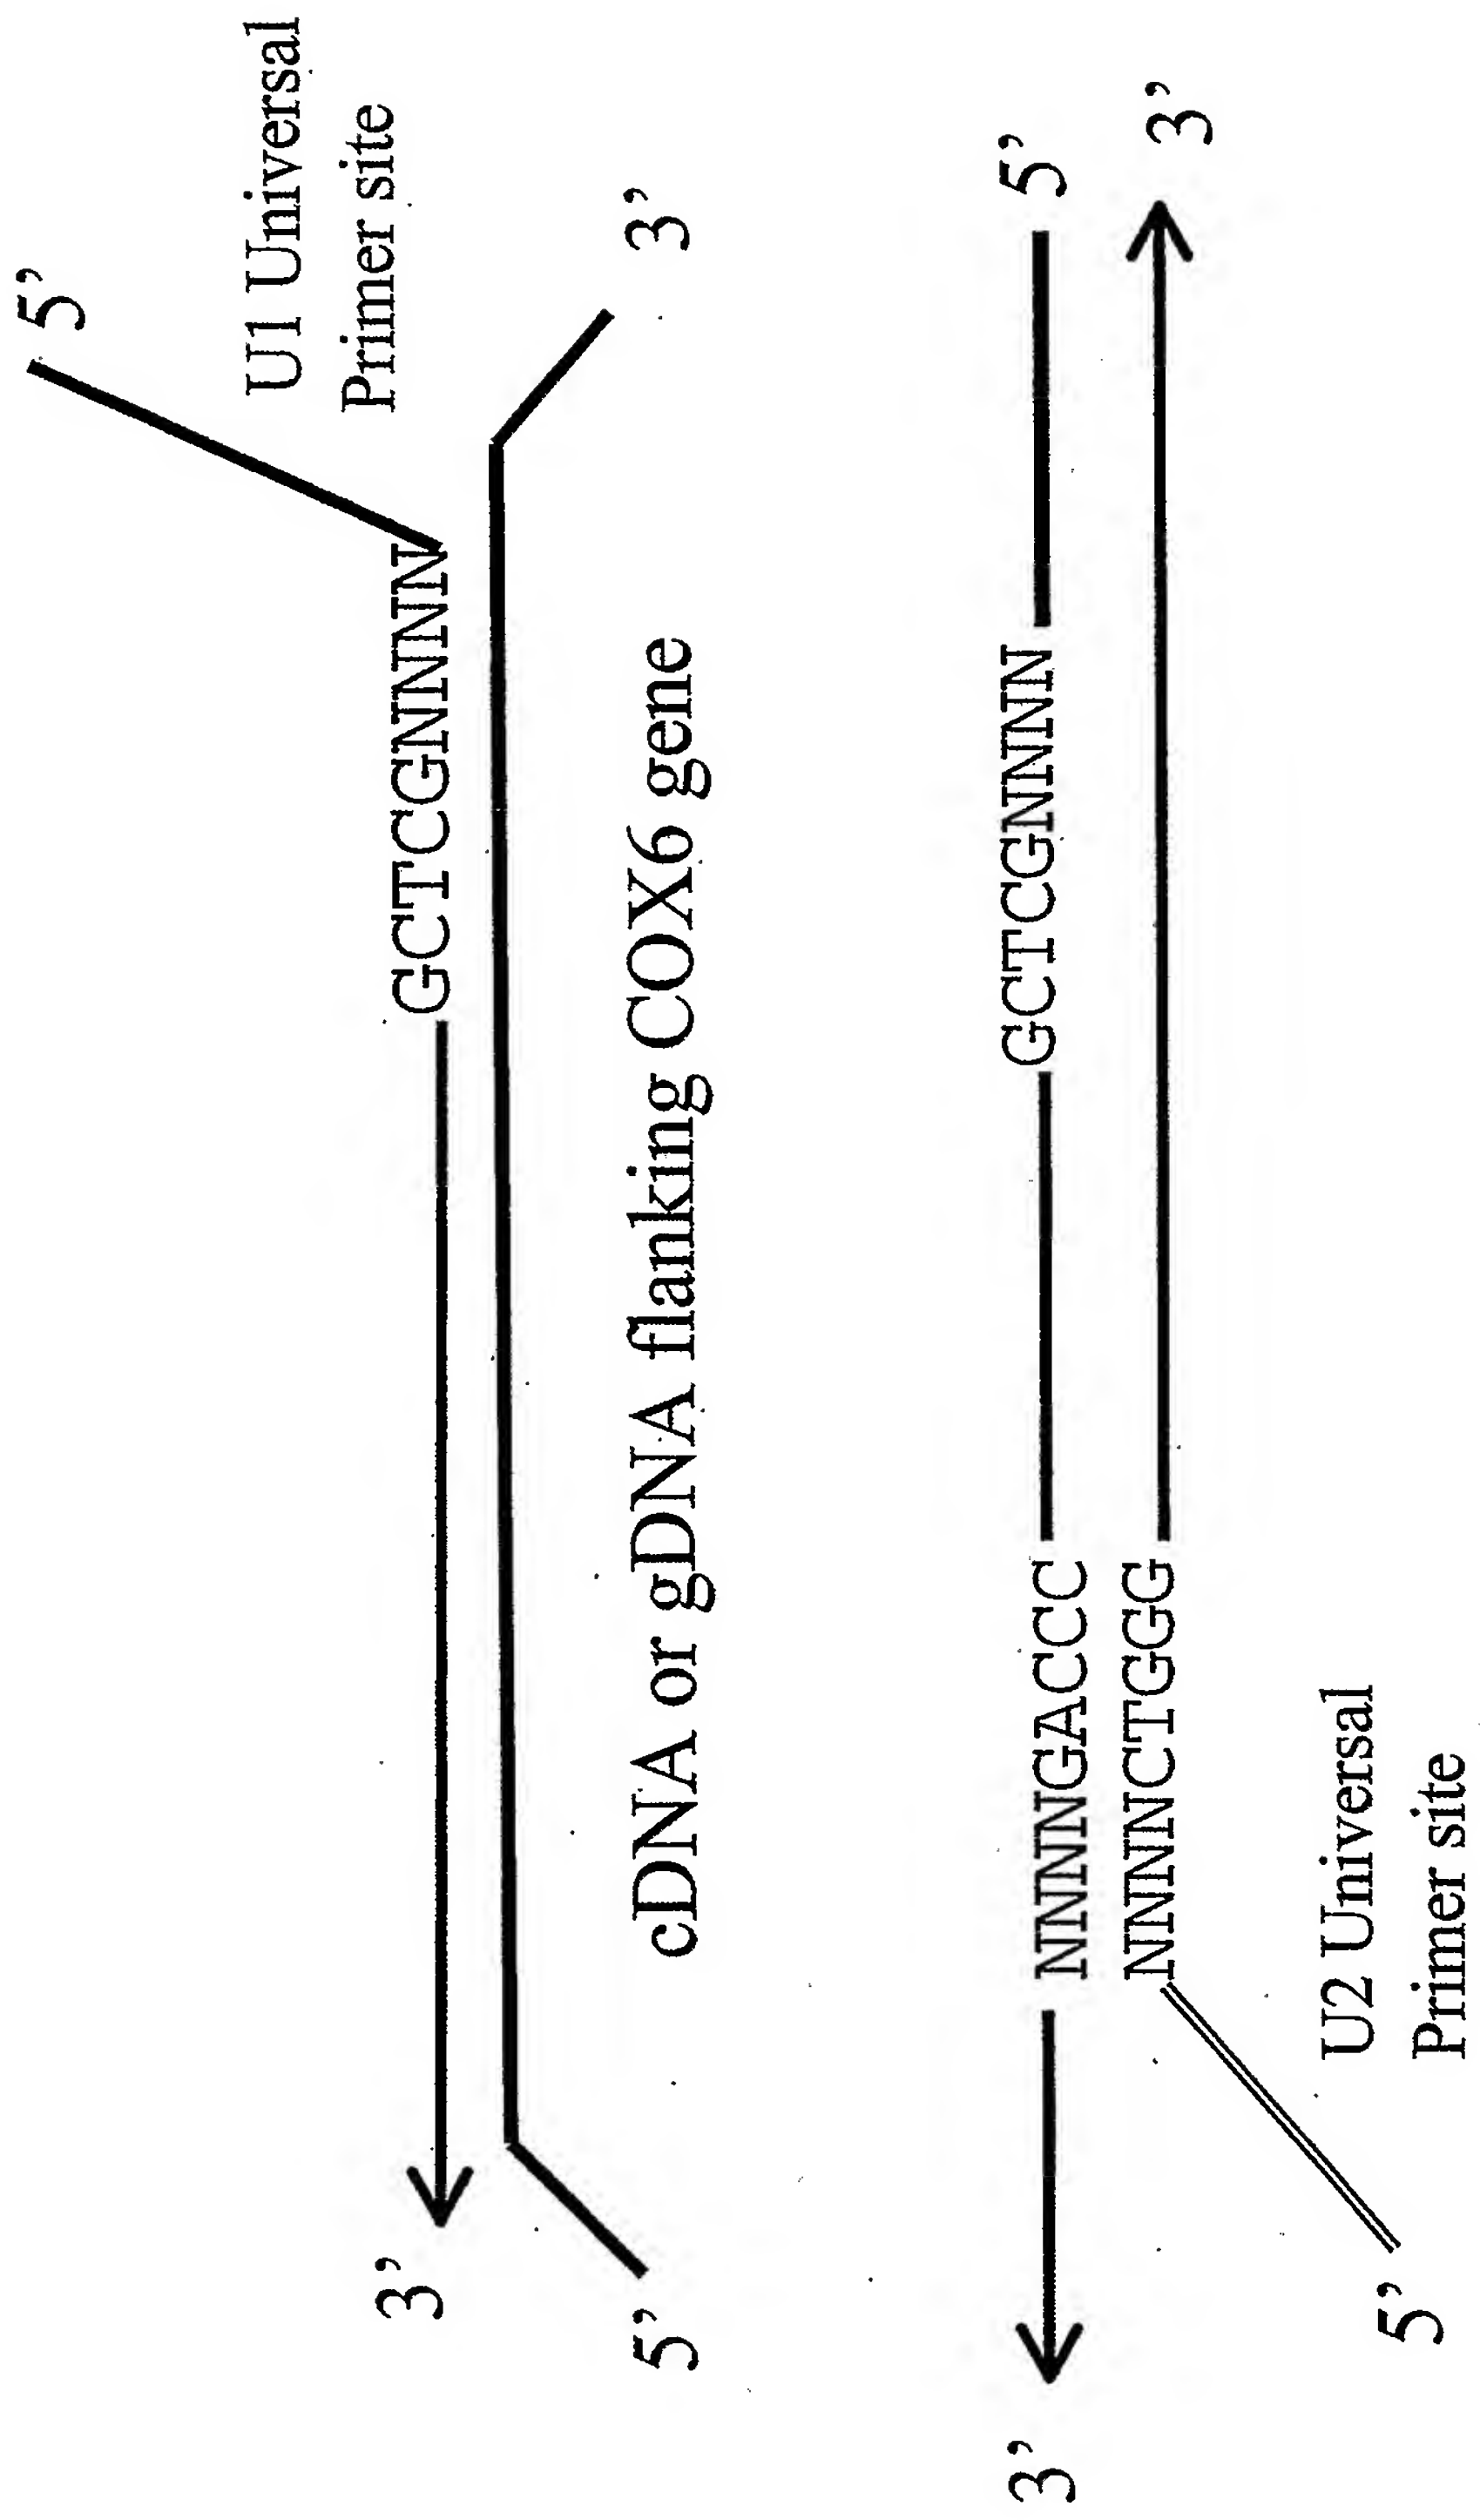 5’
U1 Universal
Primer site
3’
GCTCGNNNN
5’
3’
cDNA or gDNA flanking COX6 gene
3’
NNNNGACCC
GCTCGNNNN
5’
NNNNCTGGG
3’
5’
U2 Universal
Primer site